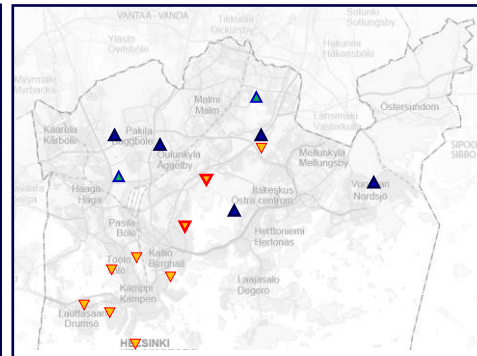 VANTAA - VANDA
Tikkurila
Dickursby
Solunki
Ylästö
Övitsböle
Hakunila
Håkansböle
Myyrmäki
Myrbacka
Malmi
Malm
Länsimäki
Västerkulla
Östersundom
Kaarela
Kårböle
Pakila
Baggböle
Oulunkylä
Åggelby
Mellunkylä
Mellungsby
SIPOO
SIBBO
Haaga
Haga
Itäkeskus
Östra centrum
Vuosaari
Nordsjö
Pasila
Böle
Herttoniemi
Hertonäs
Töölö
Kallio
Berghäll
Kamppi
Kampen
Laajasalo
Degerö
Lauttasaari
Drumsö
HELSINKI